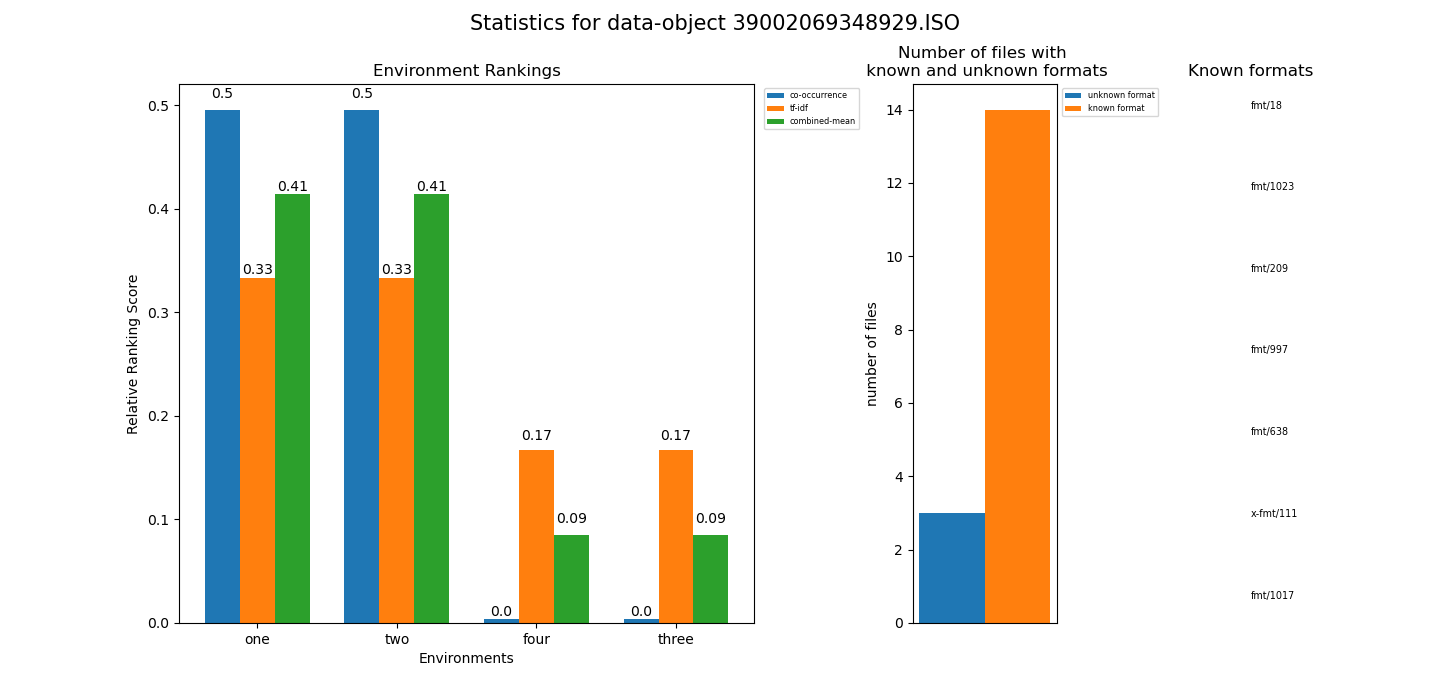 Statistics for data-object 39002069348929.ISO
Environment Rankings
0.5
0.4
0.3
0.2
0.1
0.0
Relative Ranking Score
0.5
0.33
0.41
0.5
0.33
0.41
0.0
0.17
0.09
0.0
0.17
0.09
one
two
four
three
Environments
co-occurrence
tf-idf
combined-mean
Number of files with
known and unknown formats
14
12
10
8
6
4
2
0
number of files
unknown format
known format
Known formats
fmt/18
fmt/1023
fmt/209
fmt/997
fmt/638
x-fmt/111
fmt/1017